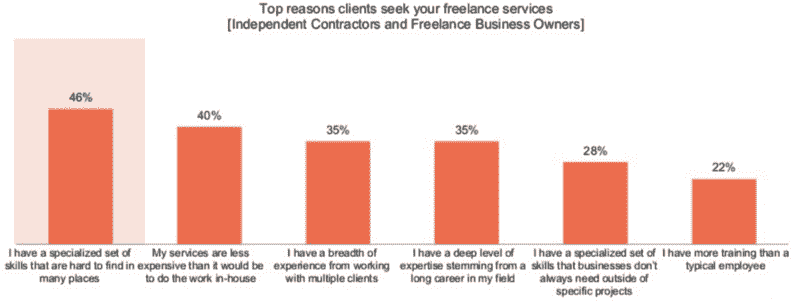 Top reasons clients seek your freelance services
[Independent Contractors and Freelance Business Owners]
46%
40%
35%
35%
28%
22%
I have a specialized set of
skills that are hard to find in
many places
My services are less
expensive than it would be
to do the work in-house
I have a breadth of
experience from working
with multiple clients
I have a deep level of
expertise stemming from a
long career in my field
I have a specialized set of
skills that businesses don't
always need outside of
specific projects
I have more training than a
typical employee